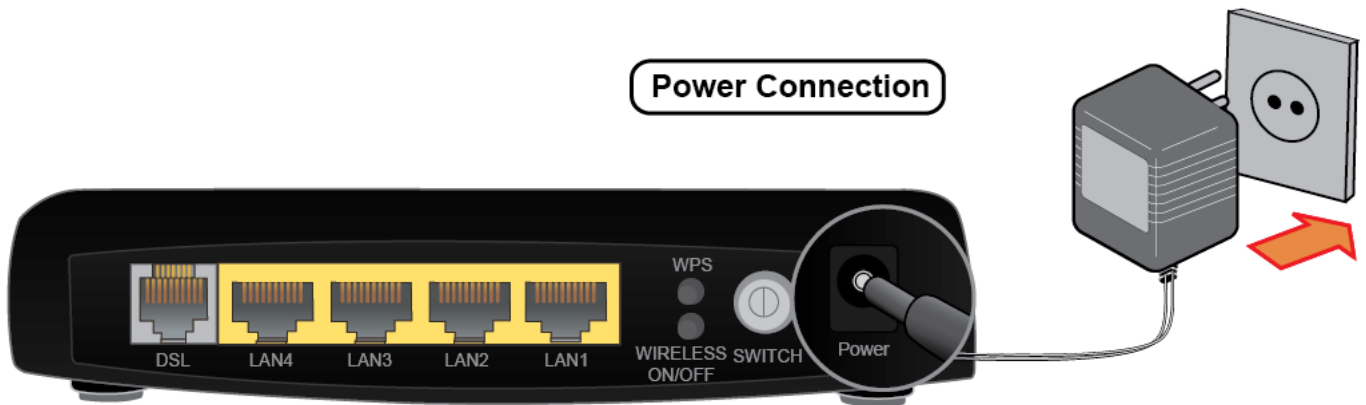 Power Connection
WPS
DSL
LAN4
LAN3
LAN2
LAN1
WIRELESS
ON/OFF
SWITCH
Power